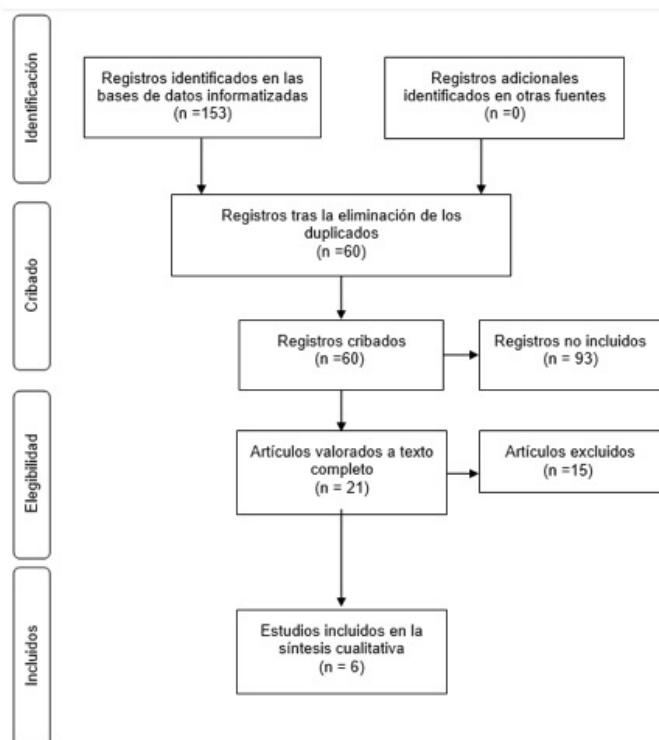 Identificación
Registros identificados en las
bases de datos informatizadas
(n =153)
Registros adicionales
identificados en otras fuentes
(n =0)
Cribado
Registros tras la eliminación de los
duplicados
(n =60)
Registros cribados
(n =60)
Registros no incluidos
(n = 93)
Elegibilidad
Artículos valorados a texto
completo
(n = 21)
Artículos excluidos
(n =15)
Incluidos
Estudios incluidos en la
síntesis cualitativa
(n = 6)